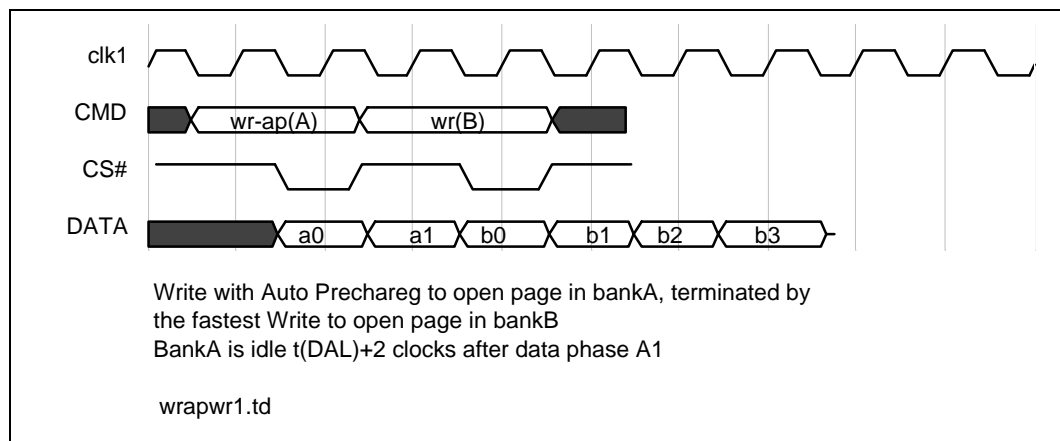 clk1
CMD
wr-ap(A) wr(B)
CS#
DATA
a0 a1 b0 b1 b2 b3
Write with Auto Prechareg to open page in bankA, terminated by
the fastest Write to open page in bankB
BankA is idle t(DAL)+2 clocks after data phase A1
wrapwr1.td